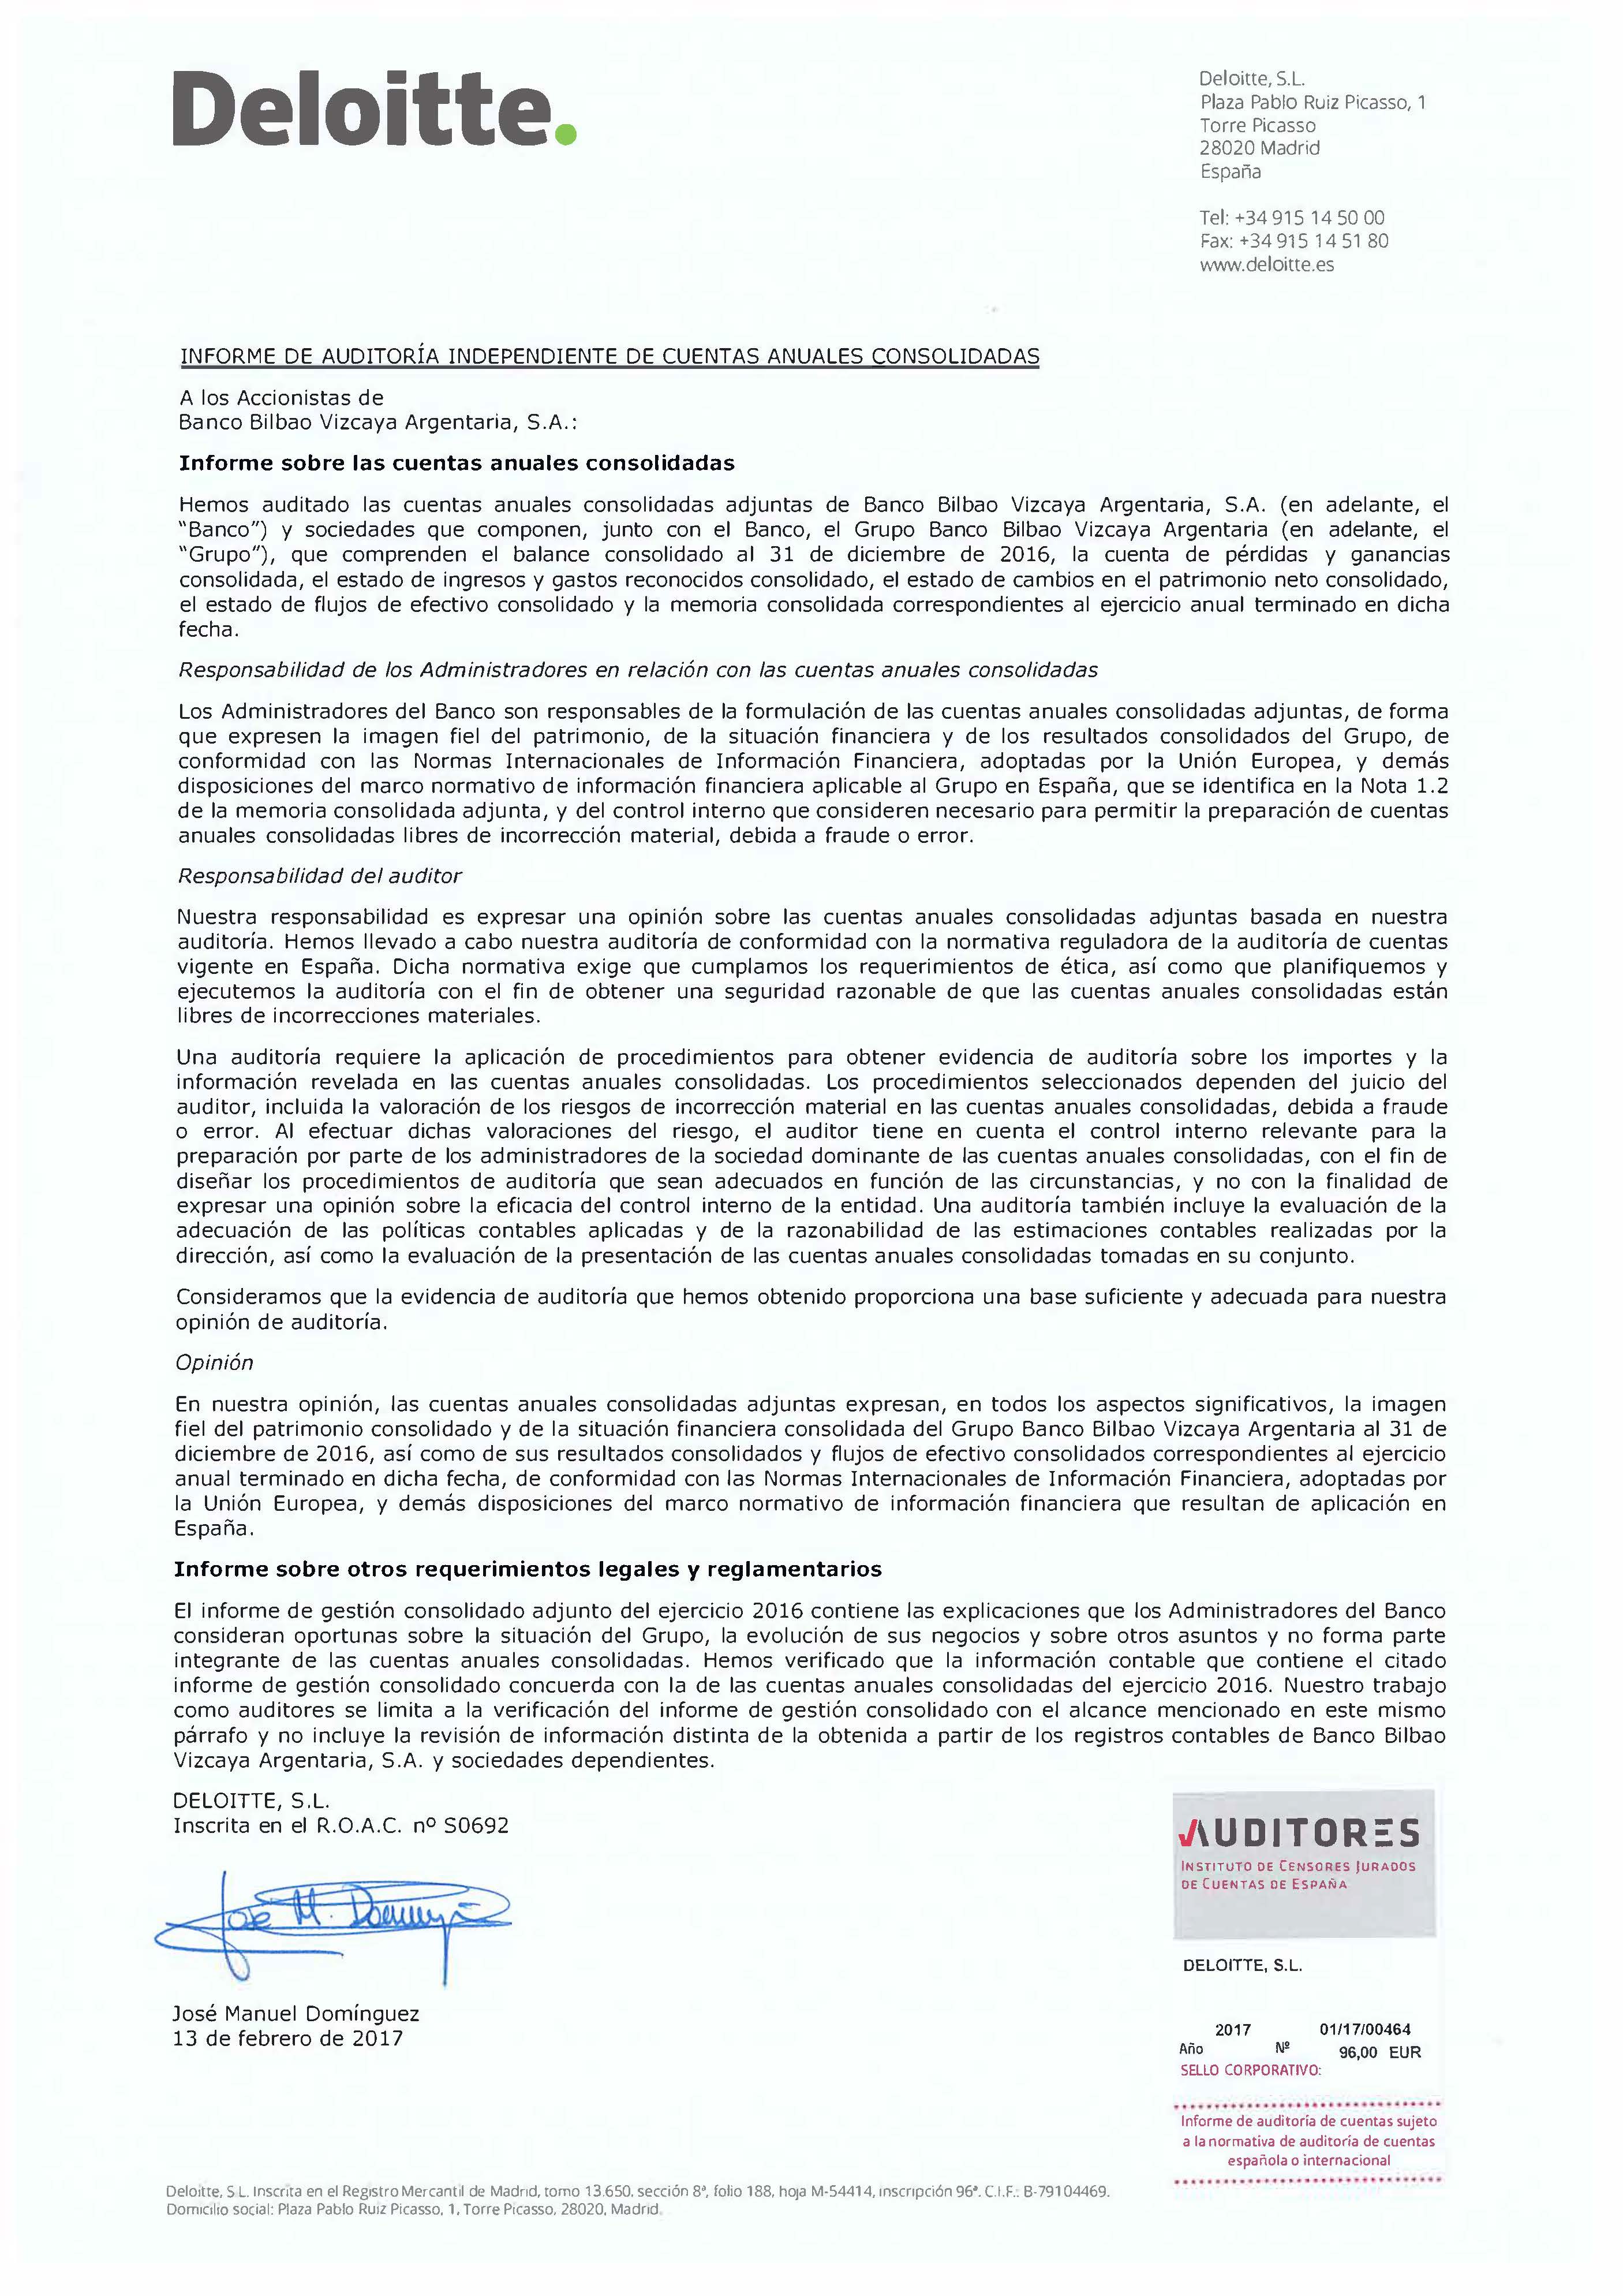 Deloitte.
Deloitte, S.L.
Plaza Pablo Ruiz Picasso, 1
Torre Picasso
28020 Madrid
España
Tel: +34 915 14 50 00
Fax: +34 915 14 51 80
www.deloitte.es
INFORME DE AUDITORÍA INDEPENDIENTE DE CUENTAS ANUALES CONSOLIDADAS
A los Accionistas de
Banco Bilbao Vizcaya Argentaria, S.A.:
Informe sobre las cuentas anuales consolidadas
Hemos auditado las cuentas anuales consolidadas adjuntas de Banco Bilbao Vizcaya Argentaria, S.A. (en adelante, el
"Banco") y sociedades que componen, junto con el Banco, el Grupo Banco Bilbao Vizcaya Argentaria (en adelante, el
"Grupo"), que comprenden el balance consolidado al 31 de diciembre de 2016, la cuenta de pérdidas y ganancias
consolidada, el estado de ingresos y gastos reconocidos consolidado, el estado de cambios en el patrimonio neto consolidado,
el estado de flujos de efectivo consolidado y la memoria consolidada correspondientes al ejercicio anual terminado en dicha
fecha.
Responsabilidad de los Administradores en relación con las cuentas anuales consolidadas
Los Administradores del Banco son responsables de la formulación de las cuentas anuales consolidadas adjuntas, de forma
que expresen la imagen fiel del patrimonio, de la situación financiera y de los resultados consolidados del Grupo, de
conformidad con las Normas Internacionales de Información Financiera, adoptadas por la Unión Europea, y demás
disposiciones del marco normativo de información financiera aplicable al Grupo en España, que se identifica en la Nota 1.2
de la memoria consolidada adjunta, y del control interno que consideren necesario para permitir la preparación de cuentas
anuales consolidadas libres de incorrección material, debida a fraude o error.
Responsabilidad del auditor
Nuestra responsabilidad es expresar una opinión sobre las cuentas anuales consolidadas adjuntas basada en nuestra
auditoría. Hemos llevado a cabo nuestra auditoría de conformidad con la normativa reguladora de la auditoría de cuentas
vigente en España. Dicha normativa exige que cumplamos los requerimientos de ética, así como que planifiquemos y
ejecutemos la auditoría con el fin de obtener una seguridad razonable de que las cuentas anuales consolidadas están
libres de incorrecciones materiales.
Una auditoría requiere la aplicación de procedimientos para obtener evidencia de auditoría sobre los importes y la
información revelada en las cuentas anuales consolidadas. Los procedimientos seleccionados dependen del juicio del
auditor, incluida la valoración de los riesgos de incorrección material en las cuentas anuales consolidadas, debida a fraude
o error. Al efectuar dichas valoraciones del riesgo, el auditor tiene en cuenta el control interno relevante para la
preparación por parte de los administradores de la sociedad dominante de las cuentas anuales consolidadas, con el fin de
diseñar los procedimientos de auditoría que sean adecuados en función de las circunstancias, y no con la finalidad de
expresar una opinión sobre la eficacia del control interno de la entidad. Una auditoría también incluye la evaluación de la
adecuación de las políticas contables aplicadas y de la razonabilidad de las estimaciones contables realizadas por la
dirección, así como la evaluación de la presentación de las cuentas anuales consolidadas tomadas en su conjunto.
Consideramos que la evidencia de auditoría que hemos obtenido proporciona una base suficiente y adecuada para nuestra
opinión de auditoría.
Opinión
En nuestra opinión, las cuentas anuales consolidadas adjuntas expresan, en todos los aspectos significativos, la imagen
fiel del patrimonio consolidado y de la situación financiera consolidada del Grupo Banco Bilbao Vizcaya Argentaria al 31 de
diciembre de 2016, así como de sus resultados consolidados y flujos de efectivo consolidados correspondientes al ejercicio
anual terminado en dicha fecha, de conformidad con las Normas Internacionales de Información Financiera, adoptadas por
la Unión Europea, y demás disposiciones del marco normativo de información financiera que resultan de aplicación en
España.
Informe sobre otros requerimientos legales y reglamentarios
El informe de gestión consolidado adjunto del ejercicio 2016 contiene las explicaciones que los Administradores del Banco
consideran oportunas sobre la situación del Grupo, la evolución de sus negocios y sobre otros asuntos y no forma parte
integrante de las cuentas anuales consolidadas. Hemos verificado que la información contable que contiene el citado
informe de gestión consolidado concuerda con la de las cuentas anuales consolidadas del ejercicio 2016. Nuestro trabajo
como auditores se limita a la verificación del informe de gestión consolidado con el alcance mencionado en este mismo
párrafo y no incluye la revisión de información distinta de la obtenida a partir de los registros contables de Banco Bilbao
Vizcaya Argentaria, S.A. y sociedades dependientes.
DELOITTE, S.L.
Inscrita en el R.O.A.C. nº S0692
José M. Domínguez
José Manuel Domínguez
13 de febrero de 2017
AUDITORES
INSTITUTO DE CENSORES JURADOS
DE CUENTAS DE ESPAÑA
DELOITTE, S.L.
2017 01/17/00464
Año Nº 96,00 EUR
SELLO CORPORATIVO:
Informe de auditoría de cuentas sujeto
a la normativa de auditoría de cuentas
española o internacional
Deloitte, S.L. Inscrita en el Registro Mercantil de Madrid, tomo 13.650, sección 8ª, folio 188, hoja M-54414, inscripción 96ª. C.I.F.: B-79104469.
Domicilio social: Plaza Pablo Ruiz Picasso, 1, Torre Picasso, 28020, Madrid.